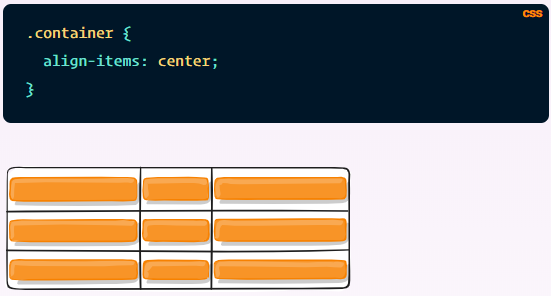 css
.container {
align-items: center;
}